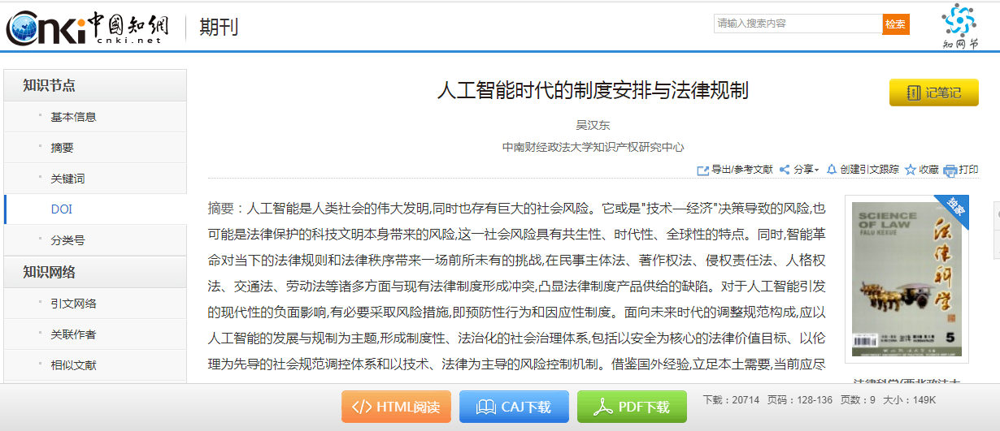 Cnki 中國知網
cnki.net
期刊
请输入搜索内容
检索
知网节
知识节点
基本信息
摘要
关键词
DOI
分类号
知识网络
引文网络
关联作者
相似文献
人工智能时代的制度安排与法律规制
记笔记
吴汉东
中南财经政法大学知识产权研究中心
导出/参考文献 分享 创建引文跟踪 收藏 打印
摘要：人工智能是人类社会的伟大发明,同时也存有巨大的社会风险。它或是"技术—经济"决策导致的风险,也
可能是法律保护的科技文明本身带来的风险,这一社会风险具有共生性、时代性、全球性的特点。同时,智能革
命对当下的法律规则和法律秩序带来一场前所未有的挑战,在民事主体法、著作权法、侵权责任法、人格权
法、交通法、劳动法等诸多方面与现有法律制度形成冲突,凸显法律制度产品供给的缺陷。对于人工智能引发
的现代性的负面影响,有必要采取风险措施,即预防性行为和因应性制度。面向未来时代的调整规范构成,应以
人工智能的发展与规制为主题,形成制度性、法治化的社会治理体系,包括以安全为核心的法律价值目标、以伦
理为先导的社会规范调控体系和以技术、法律为主导的风险控制机制。借鉴国外经验,立足本土需要,当前应尽
独家
SCIENCE
OF LAW
FALU KEXUE
法律科学
5
法律科学(西北政法大
HTML阅读
CAJ下载
PDF下载
下载：20714 页码：128-136 页数：9 大小：149K